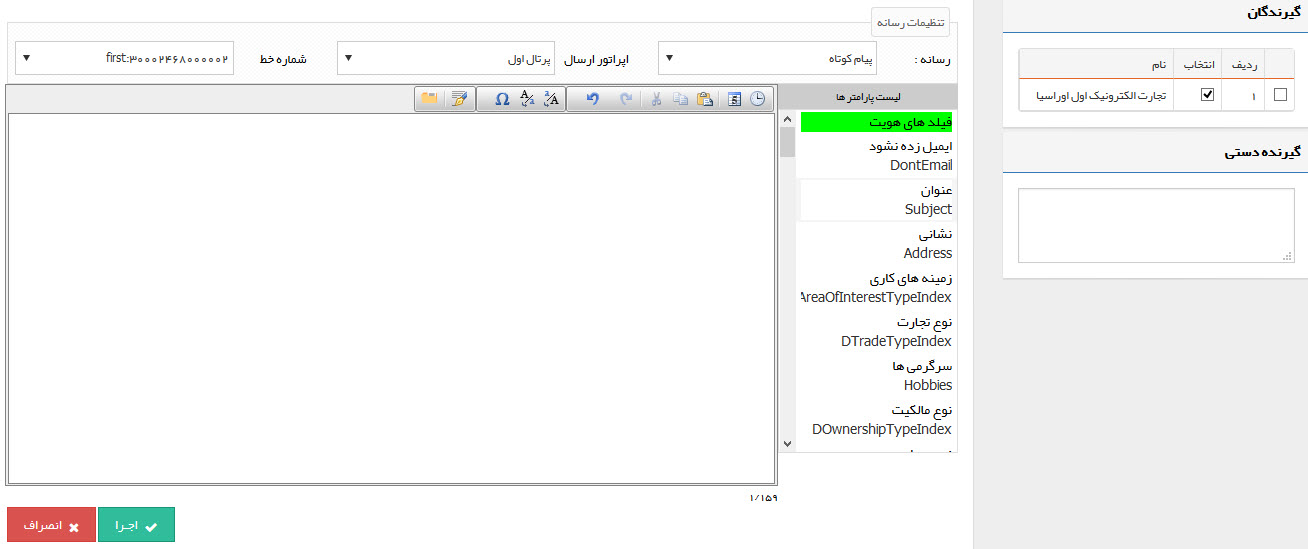 گیرندگان
ردیف انتخاب نام
۱ تجارت الکترونیک اول اوراسیا
گیرنده دستی
تنظیمات رسانه
رسانه : پیام کوتاه اپراتور ارسال پرتال اول شماره خط first:۳۰۰۰۲۴۶۸۰۰۰۰۰۲
لیست پارامتر ها
فیلد های هویت
ایمیل زده نشود
DontEmail
عنوان
Subject
نشانی
Address
زمینه های کاری
AreaOfInterestTypeIndex
نوع تجارت
DTradeTypeIndex
سرگرمی ها
Hobbies
نوع مالکیت
DOwnershipTypeIndex
۱/۱۵۹
اجرا
انصراف